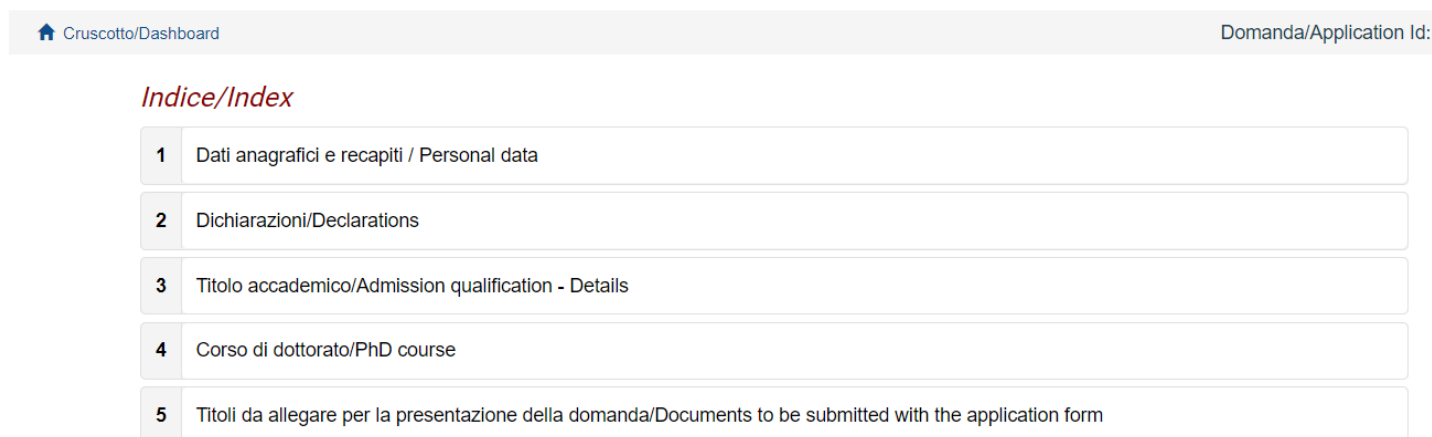 Cruscotto/Dashboard
Domanda/Application Id:
Indice/Index
1 Dati anagrafici e recapiti / Personal data
2 Dichiarazioni/Declarations
3 Titolo accademico/Admission qualification - Details
4 Corso di dottorato/PhD course
5 Titoli da allegare per la presentazione della domanda/Documents to be submitted with the application form